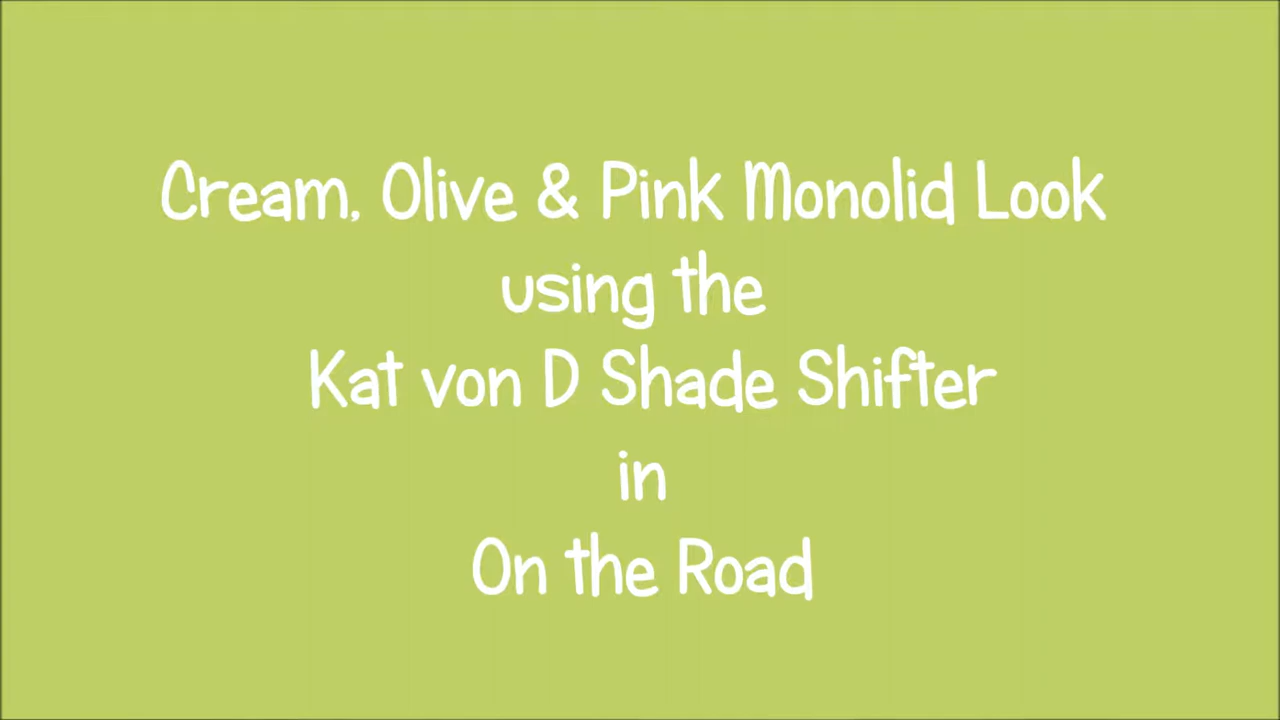 Cream, Olive & Pink Monolid Look
using the
Kat von D Shade Shifter
in
On the Road